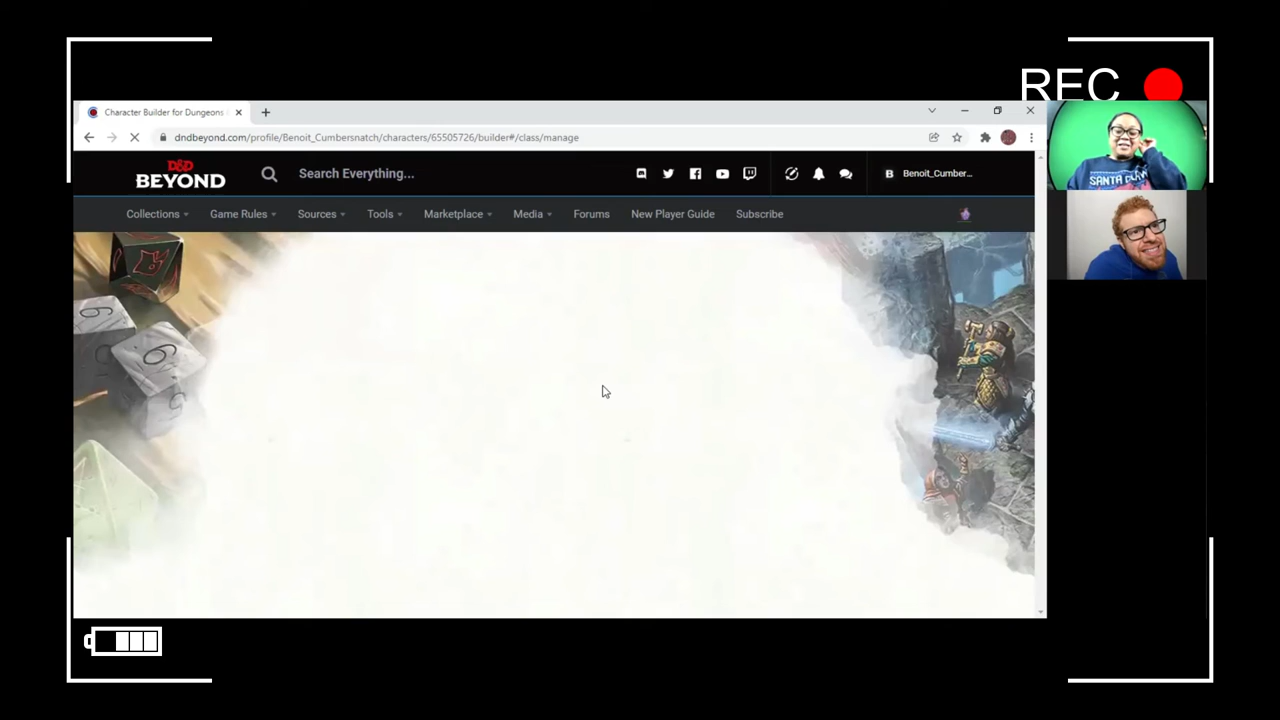 REC
Character Builder for Dungeons
dndbeyond.com/profile/Benoit_Cumbersnatch/characters/65505726/builder#/class/manage
D&D
BEYOND
Search Everything...
B Benoit_Cumber...
Collections Game Rules Sources Tools Marketplace Media Forums New Player Guide Subscribe
SANTA